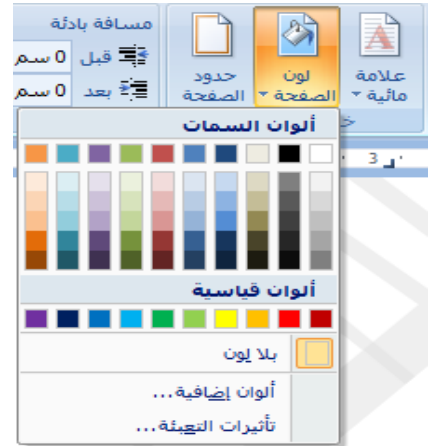 علامة مائية
لون الصفحة
حدود الصفحة
مسافة بادئة
قبل 0 سم
بعد 0 سم
3
ألوان السمات
ألوان قياسية
بلا لون
ألوان إضافية...
تأثيرات التعبئة...